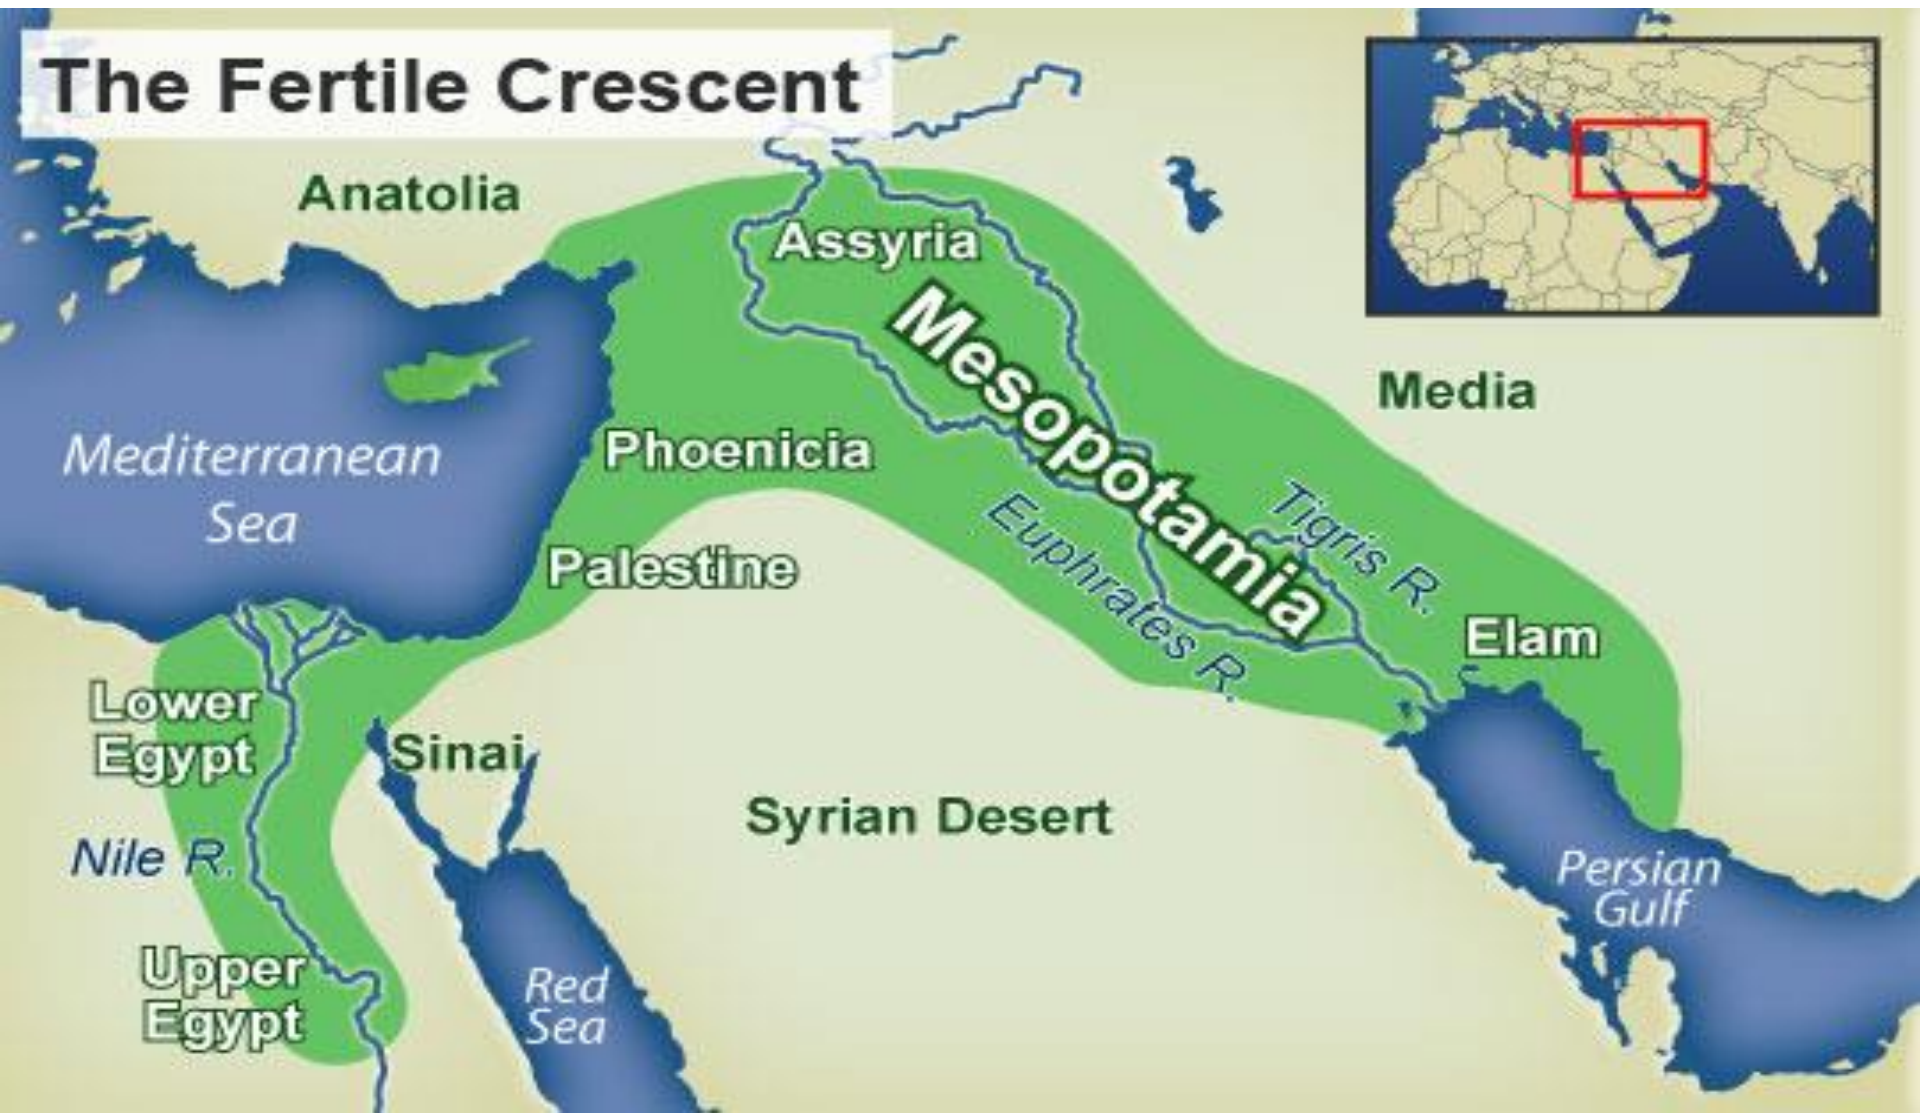 The Fertile Crescent
Anatolia
Assyria
Mesopotamia
Media
Mediterranean
Sea
Phoenicia
Palestine
Euphrates R.
Tigris R.
Elam
Lower
Egypt
Sinai
Syrian Desert
Nile R.
Persian
Gulf
Upper
Egypt
Red
Sea